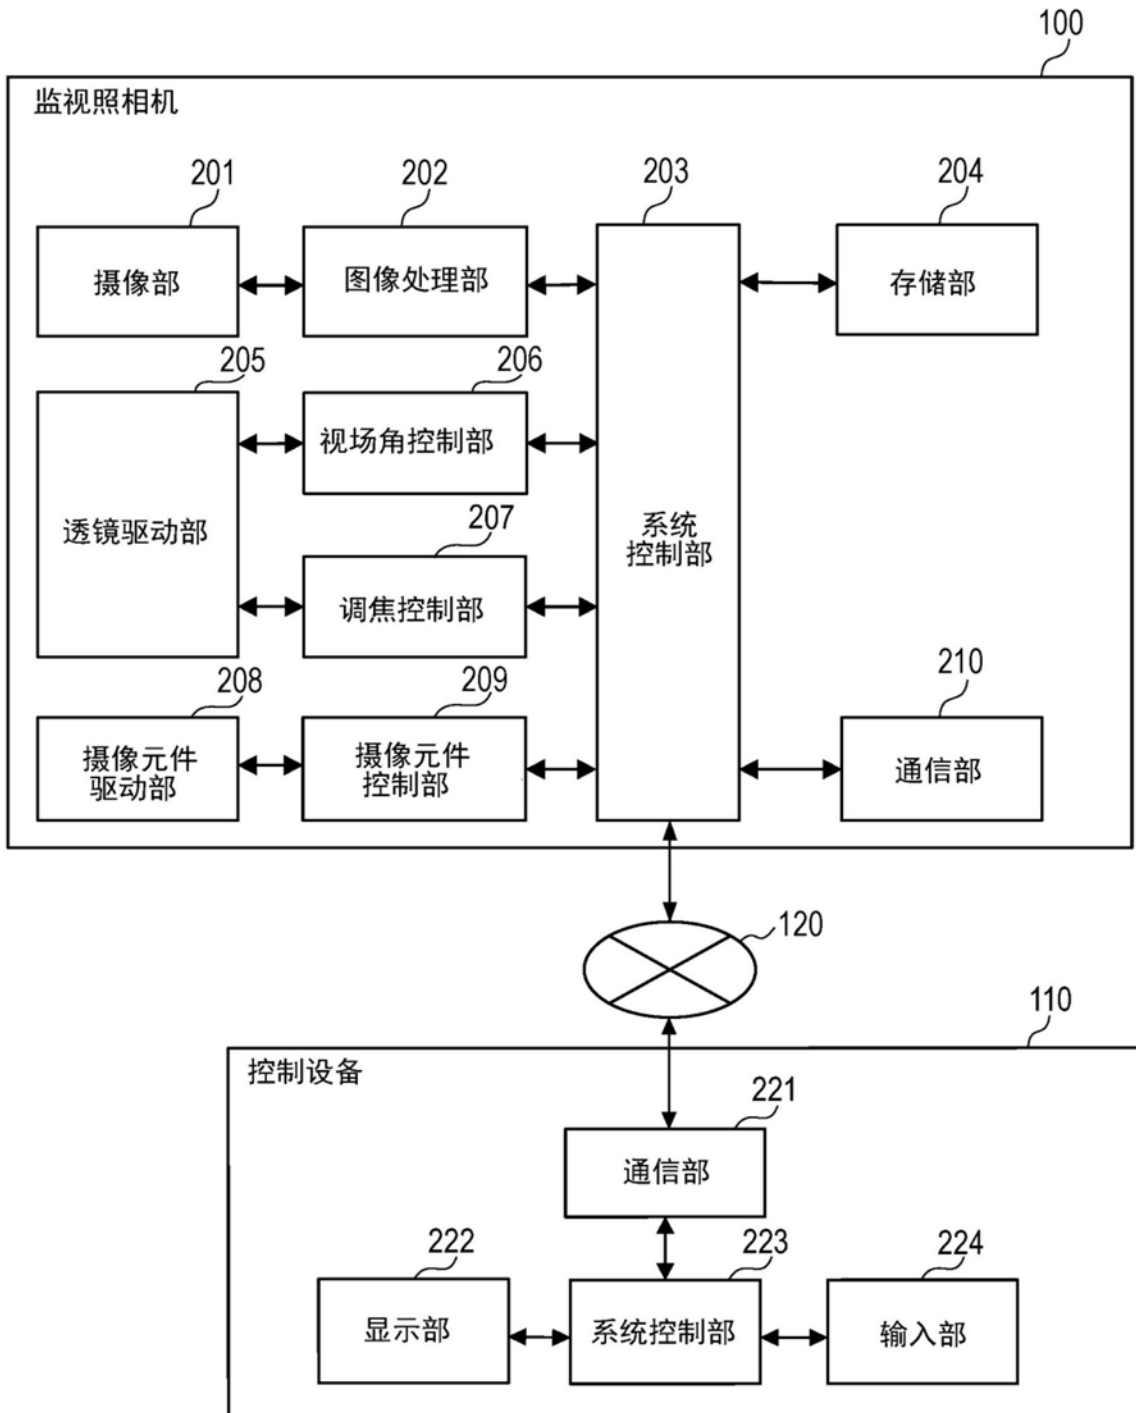 100
监视照相机
201
202
203
204
摄像部
图像处理部
存储部
205
206
视场角控制部
透镜驱动部
207
系统
控制部
调焦控制部
208
209
210
摄像元件
驱动部
摄像元件
控制部
通信部
120
110
控制设备
221
通信部
222
223
224
显示部
系统控制部
输入部